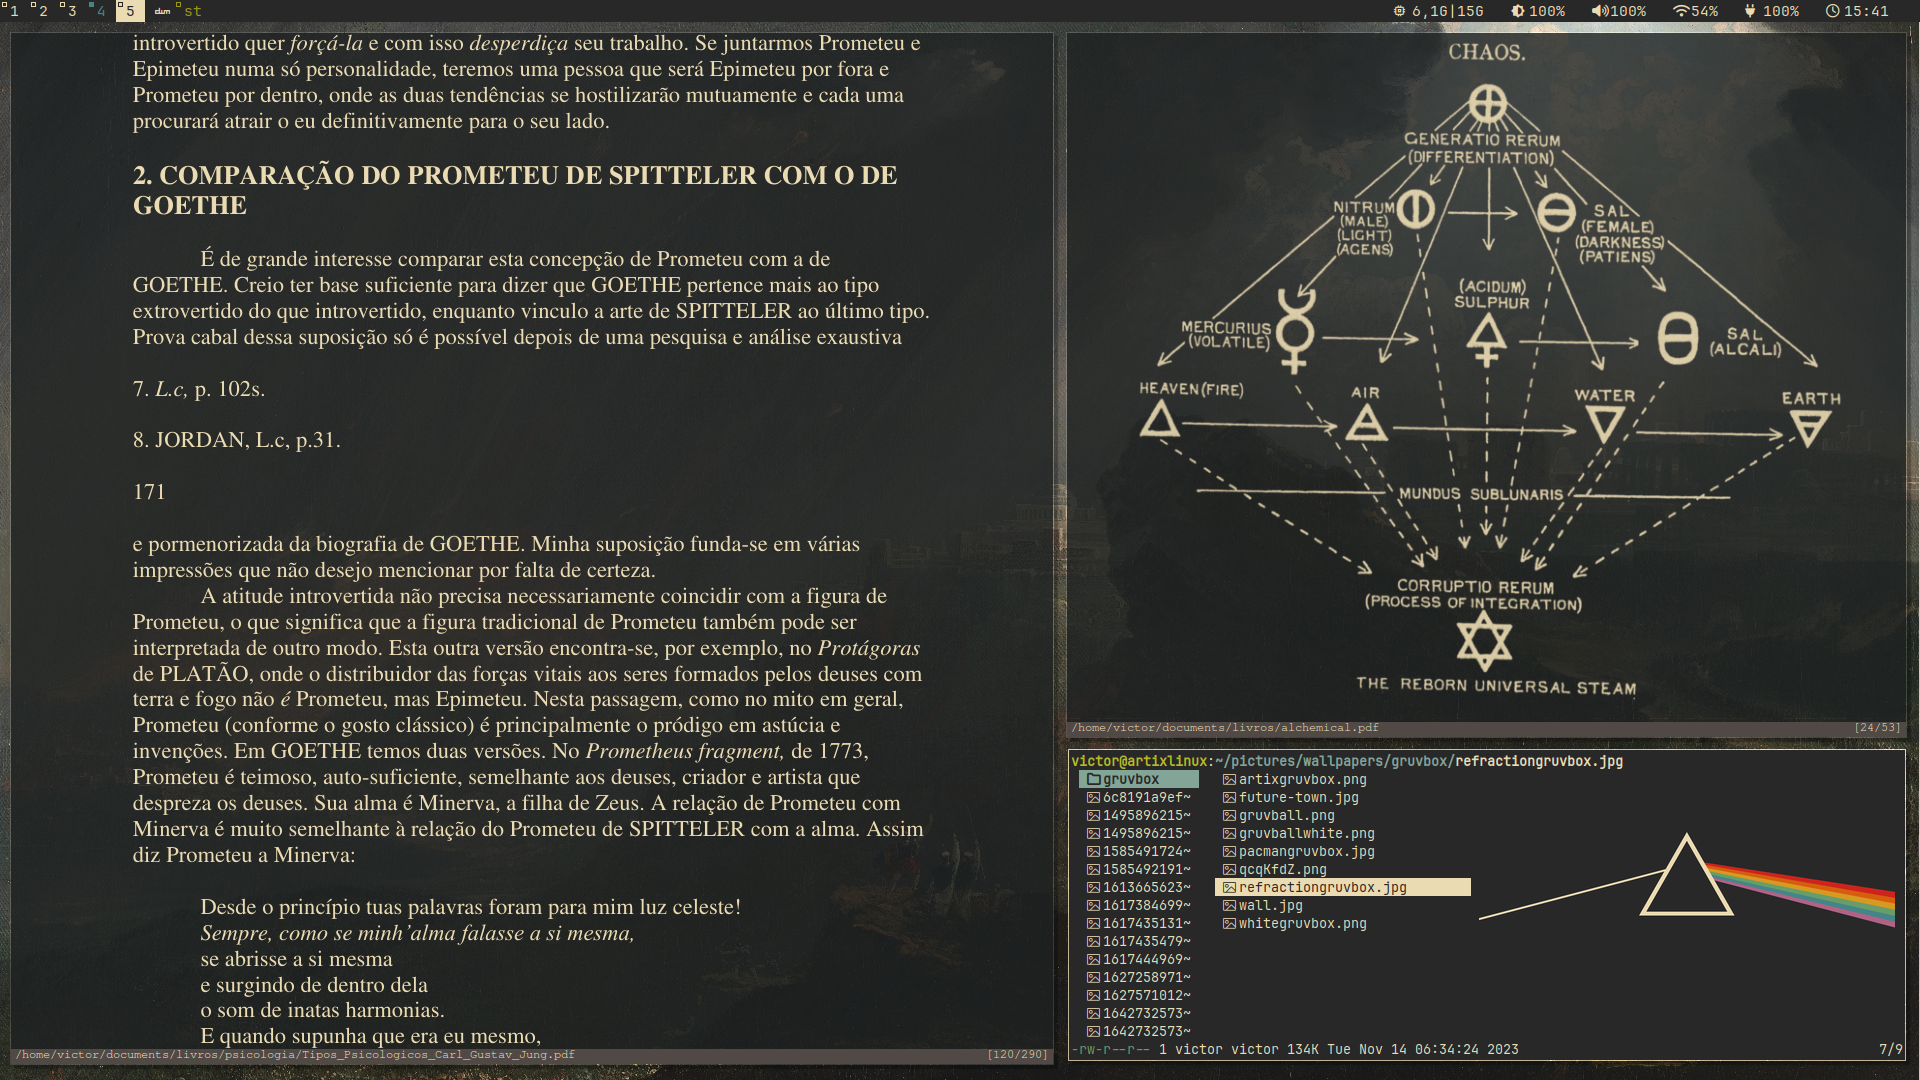 1 2 3 4 5 dwm st
6,1G|15G 100% 100% 54% 100% 15:41
introvertido quer forçá-la e com isso desperdiça seu trabalho. Se juntarmos Prometeu e
Epimeteu numa só personalidade, teremos uma pessoa que será Epimeteu por fora e
Prometeu por dentro, onde as duas tendências se hostilizarão mutuamente e cada uma
procurará atrair o eu definitivamente para o seu lado.
2. COMPARAÇÃO DO PROMETEU DE SPITTELER COM O DE
GOETHE
É de grande interesse comparar esta concepção de Prometeu com a de
GOETHE. Creio ter base suficiente para dizer que GOETHE pertence mais ao tipo
extrovertido do que introvertido, enquanto vinculo a arte de SPITTELER ao último tipo.
Prova cabal dessa suposição só é possível depois de uma pesquisa e análise exaustiva
7. L.c, p. 102s.
8. JORDAN, L.c, p.31.
171
e pormenorizada da biografia de GOETHE. Minha suposição funda-se em várias
impressões que não desejo mencionar por falta de certeza.
A atitude introvertida não precisa necessariamente coincidir com a figura de
Prometeu, o que significa que a figura tradicional de Prometeu também pode ser
interpretada de outro modo. Esta outra versão encontra-se, por exemplo, no Protágoras
de PLATÃO, onde o distribuidor das forças vitais aos seres formados pelos deuses com
terra e fogo não é Prometeu, mas Epimeteu. Nesta passagem, como no mito em geral,
Prometeu (conforme o gosto clássico) é principalmente o pródigo em astúcia e
invenções. Em GOETHE temos duas versões. No Prometheus fragment, de 1773,
Prometeu é teimoso, auto-suficiente, semelhante aos deuses, criador e artista que
despreza os deuses. Sua alma é Minerva, a filha de Zeus. A relação de Prometeu com
Minerva é muito semelhante à relação do Prometeu de SPITTELER com a alma. Assim
diz Prometeu a Minerva:
Desde o princípio tuas palavras foram para mim luz celeste!
Sempre, como se minh'alma falasse a si mesma,
se abrisse a si mesma
e surgindo de dentro dela
o som de inatas harmonias.
E quando supunha que era eu mesmo,
/home/victor/documents/livros/psicologia/Tipos_Psicologicos_Carl_Gustav_Jung.pdf [120/290]
CHAOS.
GENERATIO RERUM
(DIFFERENTIATION)
NITRUM
(MALE)
(LIGHT)
(AGENS)
SAL
(FEMALE)
(DARKNESS)
(PATIENS)
(ACIDUM)
SULPHUR
MERCURIUS
(VOLATILE)
SAL
(ALCALI)
HEAVEN(FIRE)
AIR
WATER
EARTH
MUNDUS SUBLUNARIS
CORRUPTIO RERUM
(PROCESS OF INTEGRATION)
THE REBORN UNIVERSAL STEAM
/home/victor/documents/livros/alchemical.pdf [24/53]
victor@artixlinux:~/pictures/wallpapers/gruvbox/refractiongruvbox.jpg
gruvbox
6c8191a9ef~
1495896215~
1495896215~
1585491724~
1585492191~
1613665623~
1617384699~
1617435131~
1617435479~
1617444969~
1627258971~
1627571012~
1642732573~
1642732573~
artixgruvbox.png
future-town.jpg
gruvball.png
gruvballwhite.png
pacmangruvbox.jpg
qcqKfdZ.png
refractiongruvbox.jpg
wall.jpg
whitegruvbox.png
-rw-r--r-- 1 victor victor 134K Tue Nov 14 06:34:24 2023 7/9